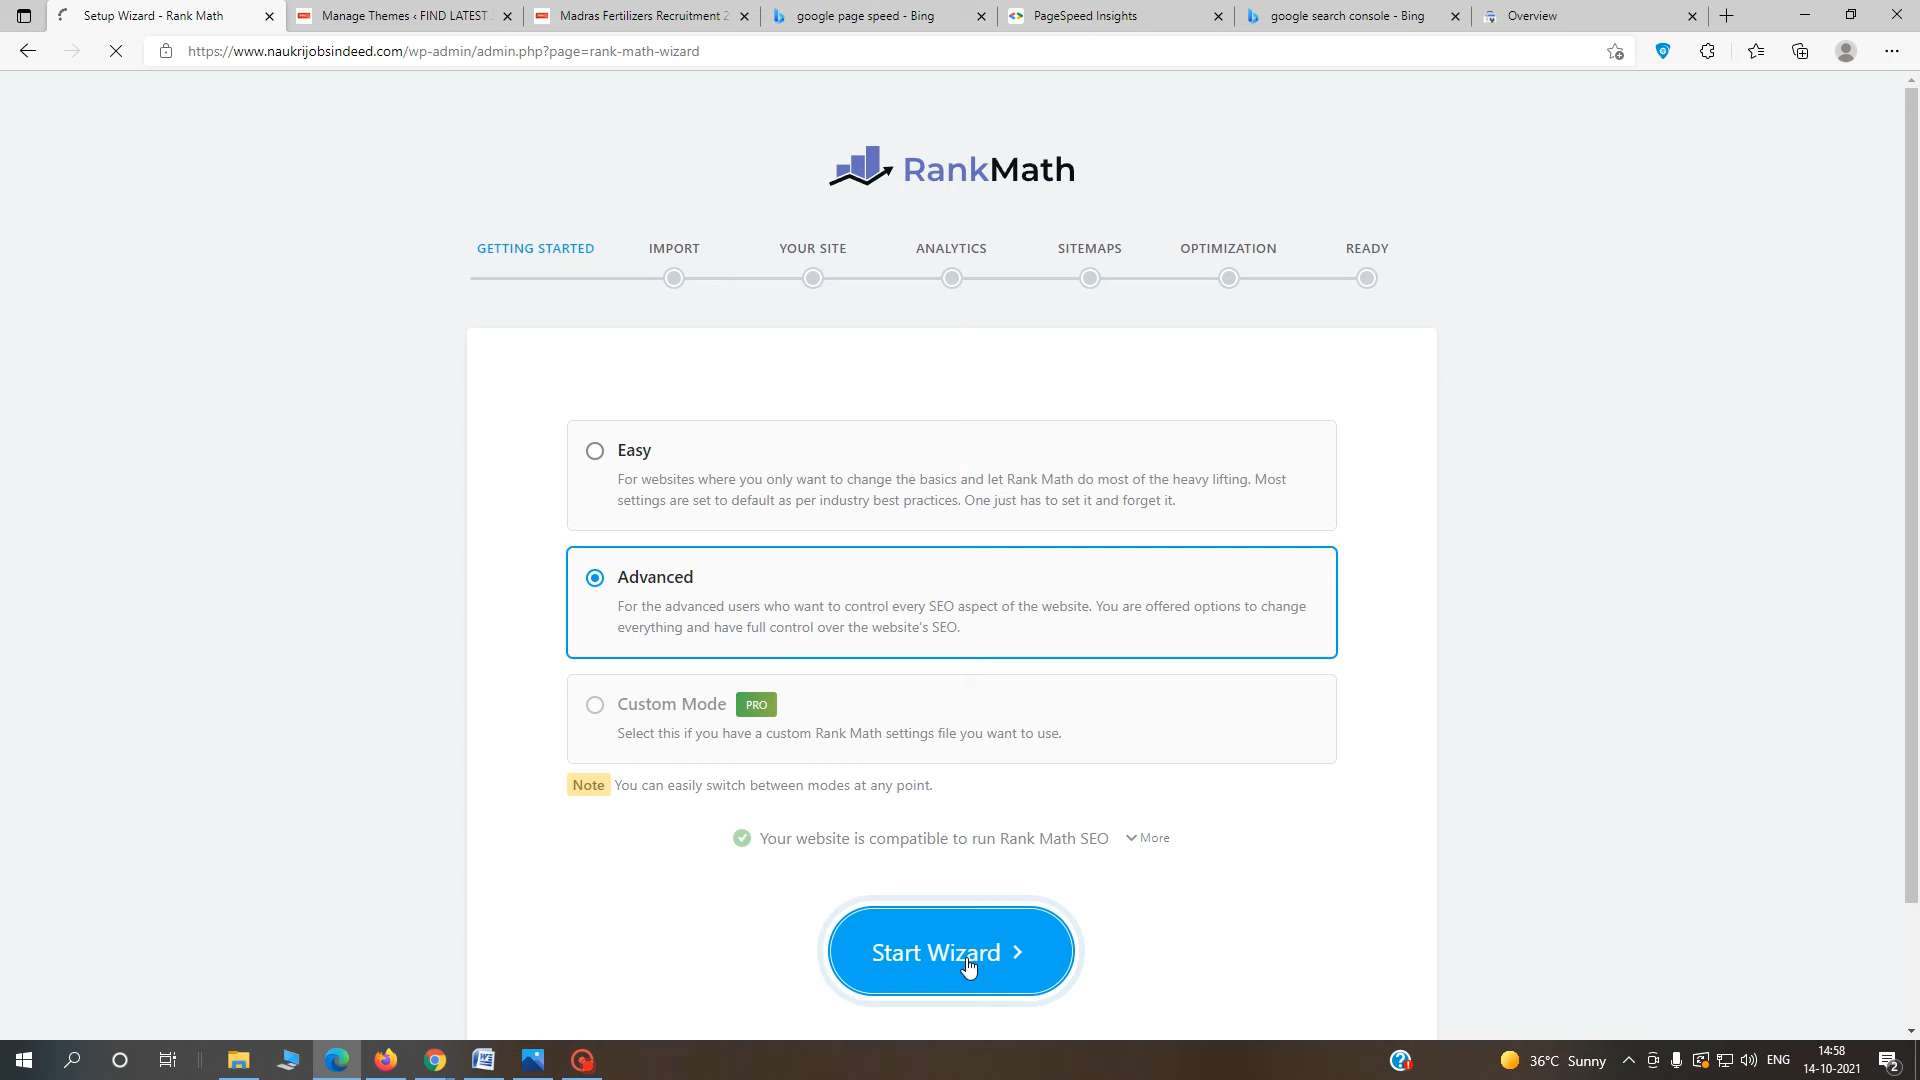 Setup Wizard - Rank Math
Manage Themes ‹ FIND LATEST
Madras Fertilizers Recruitment 2
google page speed - Bing
PageSpeed Insights
google search console - Bing
Overview
https://www.naukrijobsindeed.com/wp-admin/admin.php?page=rank-math-wizard
RankMath
GETTING STARTED
IMPORT
YOUR SITE
ANALYTICS
SITEMAPS
OPTIMIZATION
READY
Easy
For websites where you only want to change the basics and let Rank Math do most of the heavy lifting. Most
settings are set to default as per industry best practices. One just has to set it and forget it.
Advanced
For the advanced users who want to control every SEO aspect of the website. You are offered options to change
everything and have full control over the website's SEO.
Custom Mode PRO
Select this if you have a custom Rank Math settings file you want to use.
Note You can easily switch between modes at any point.
Your website is compatible to run Rank Math SEO More
Start Wizard
36°C Sunny
ENG
14:58
14-10-2021
2